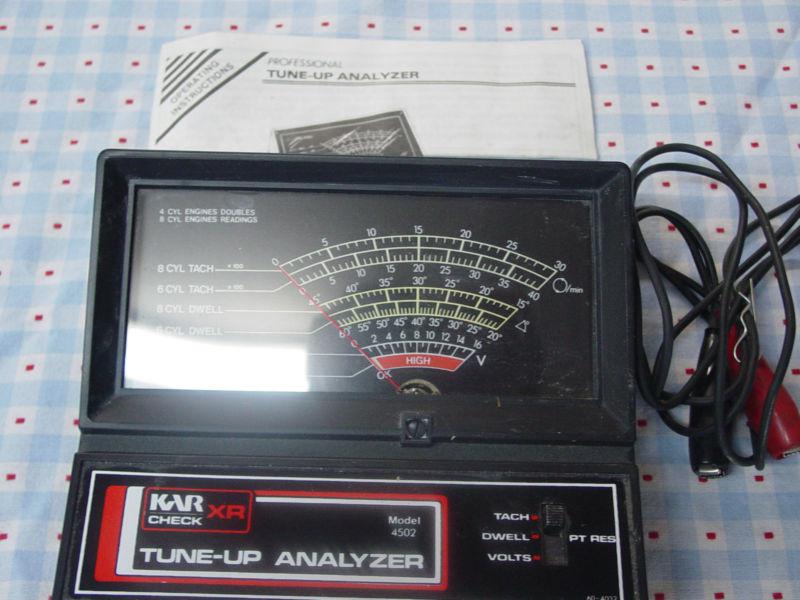 OPERATING
INSTRUCTIONS
PROFESSIONAL
TUNE-UP ANALYZER
4 CYL ENGINES DOUBLES
8 CYL ENGINES READINGS
0 5 10 15 20 25 30
8 CYL TACH × 100
0 5 10 15 20 25 30 35 40
/min
6 CYL TACH × 100
45° 40° 35° 30° 25° 20° 15°
8 CYL DWELL
60° 55° 50° 45° 40° 35° 30° 25° 20°
6 CYL DWELL
0 2 4 6 8 10 12 14 16
V
HIGH
OK
KAR
CHECK
XR
Model
4502
TUNE-UP ANALYZER
TACH
DWELL
VOLTS
PT RES